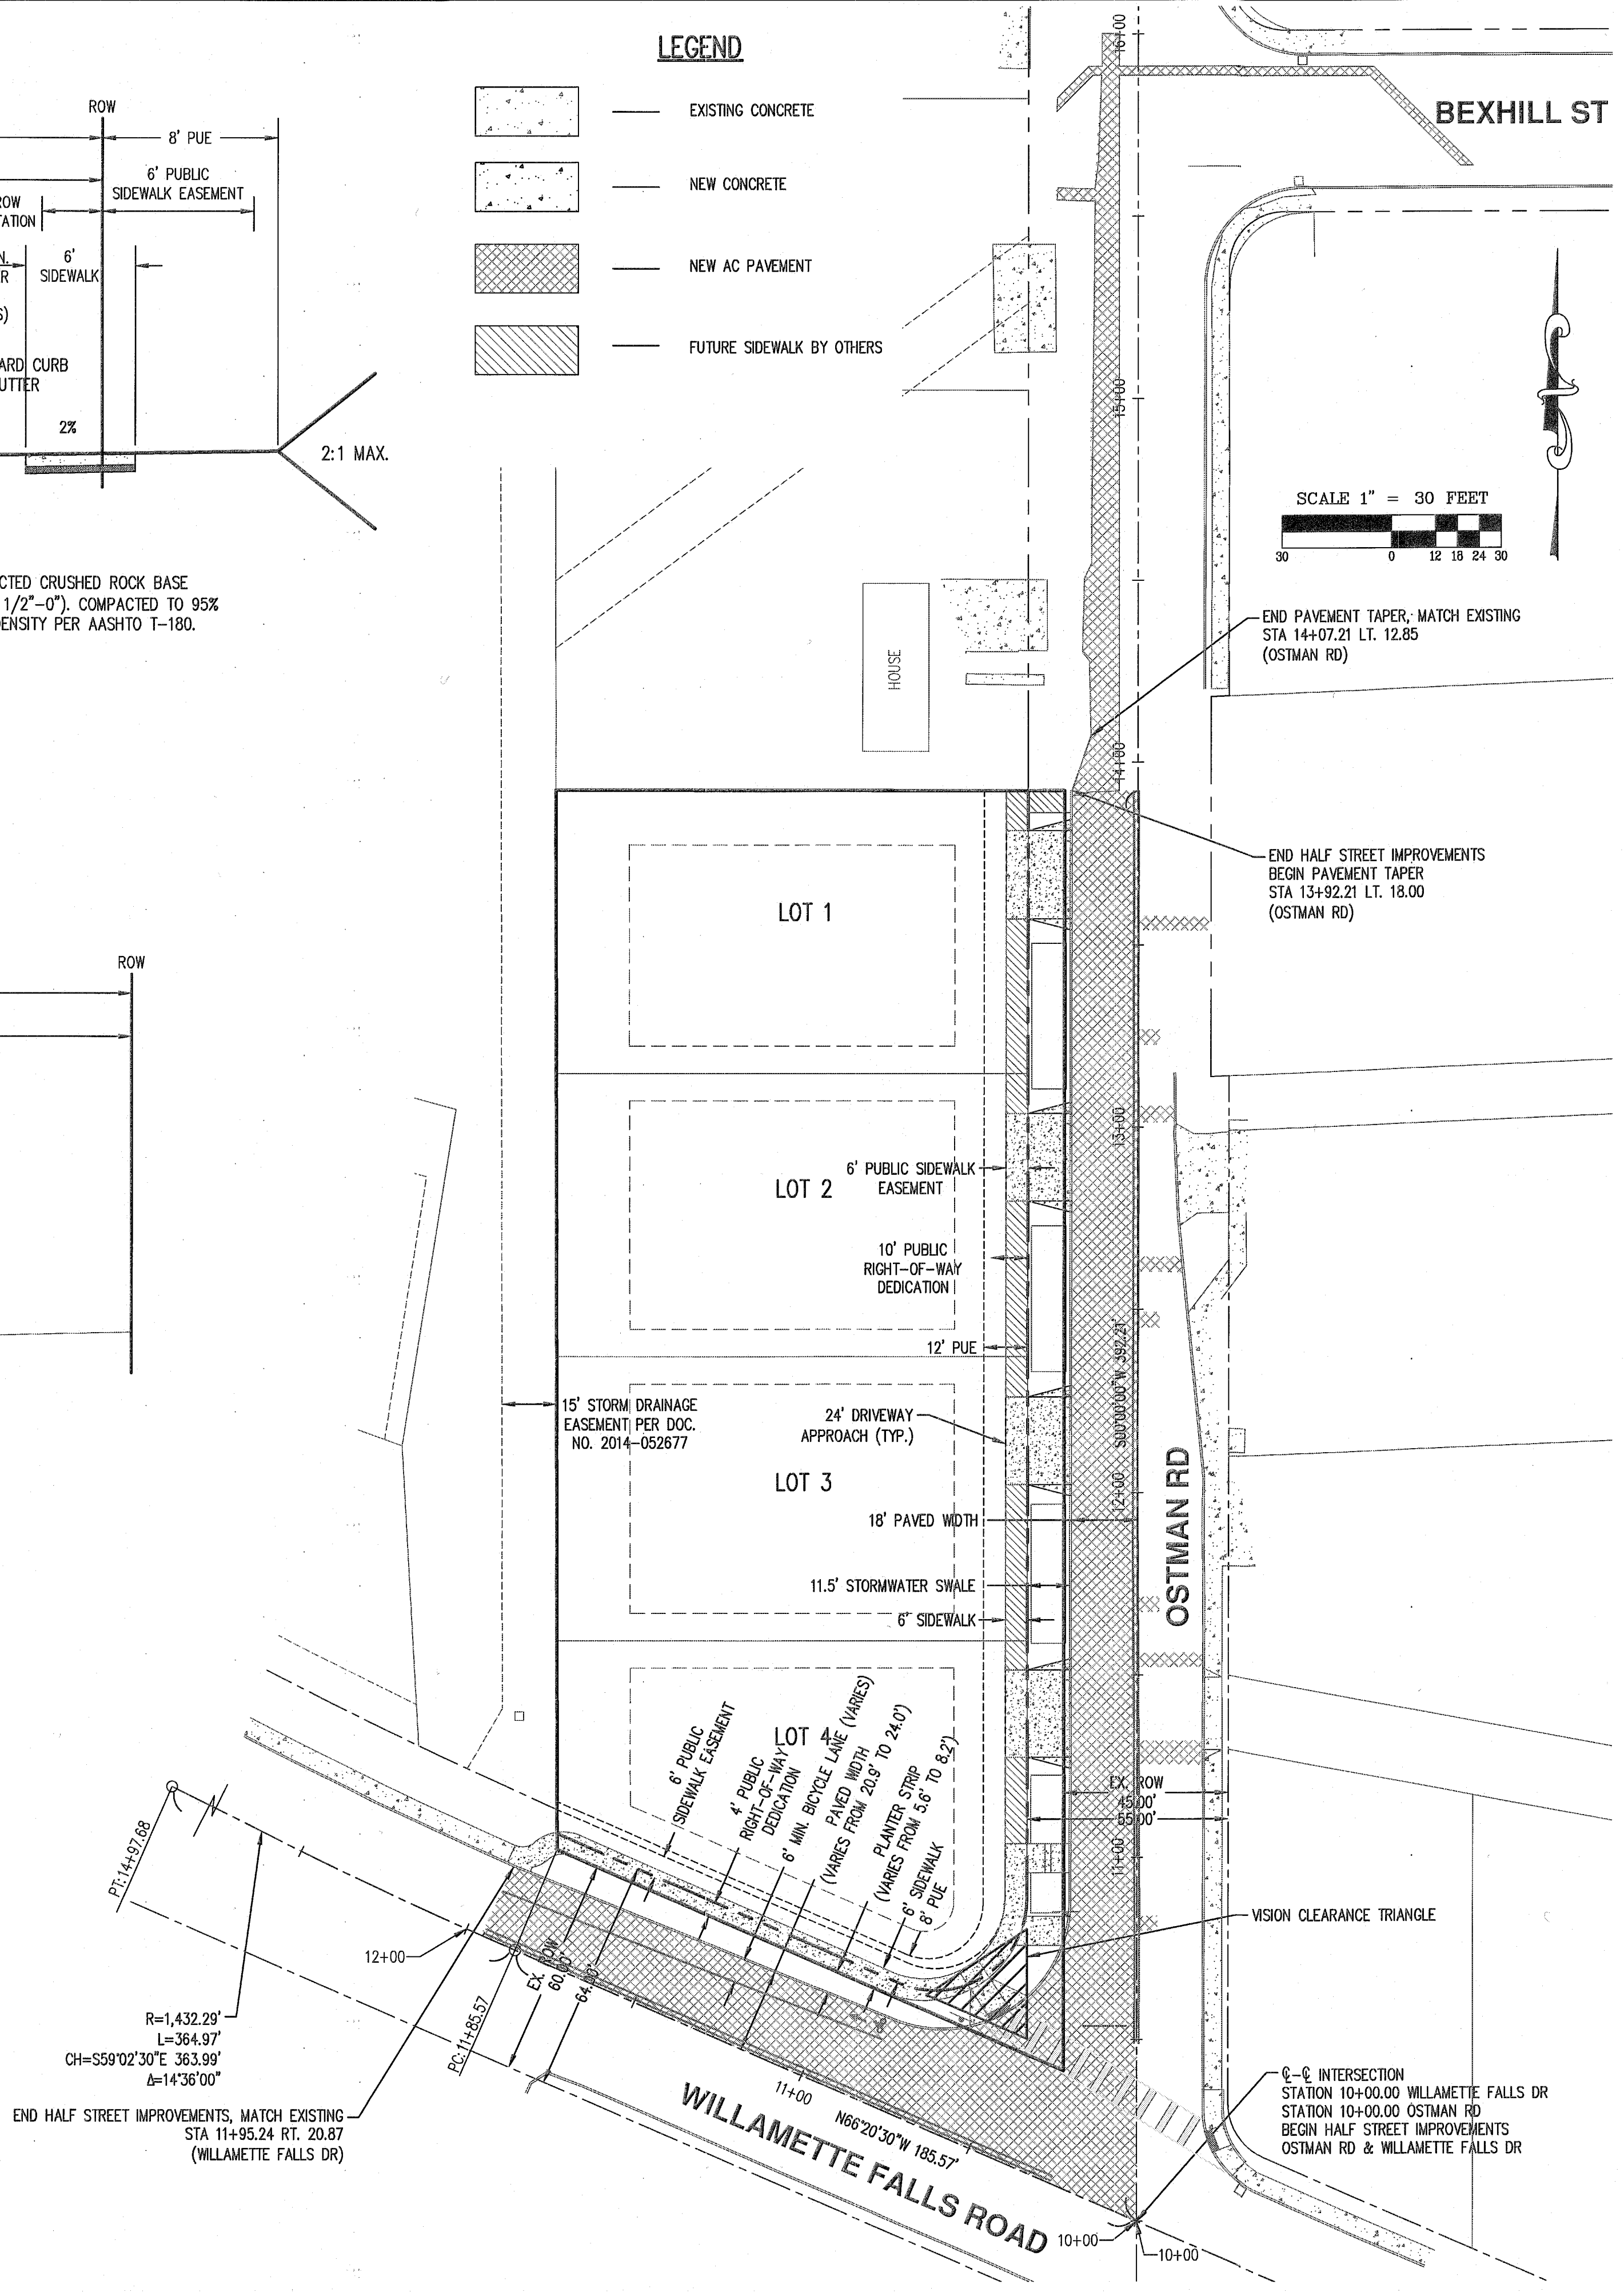 LEGEND
EXISTING CONCRETE
NEW CONCRETE
NEW AC PAVEMENT
FUTURE SIDEWALK BY OTHERS
ROW
8' PUE
6' PUBLIC
SIDEWALK EASEMENT
6'
SIDEWALK
CURB
2%
2:1 MAX.
CRUSHED ROCK BASE
1/2"-0"). COMPACTED TO 95%
PER AASHTO T-180.
ROW
BEXHILL ST
16+00
15+00
SCALE 1" = 30 FEET
30 0 12 18 24 30
END PAVEMENT TAPER, MATCH EXISTING
STA 14+07.21 LT. 12.85
(OSTMAN RD)
HOUSE
14+00
END HALF STREET IMPROVEMENTS
BEGIN PAVEMENT TAPER
STA 13+92.21 LT. 18.00
(OSTMAN RD)
LOT 1
13+00
6' PUBLIC SIDEWALK
EASEMENT
LOT 2
10' PUBLIC
RIGHT-OF-WAY
DEDICATION
12' PUE
S00°00'00"W 392.21'
15' STORM DRAINAGE
EASEMENT PER DOC.
NO. 2014-052677
24' DRIVEWAY
APPROACH (TYP.)
LOT 3
12+00
18' PAVED WIDTH
OSTMAN RD
11.5' STORMWATER SWALE
6' SIDEWALK
LOT 4
6' PUBLIC
SIDEWALK EASEMENT
4' PUBLIC
RIGHT-OF-WAY
DEDICATION
6' MIN. BICYCLE LANE (VARIES)
PAVED WIDTH
(VARIES FROM 20.9' TO 24.0')
PLANTER STRIP
(VARIES FROM 5.6' TO 8.2')
6' SIDEWALK
8' PUE
EX. ROW
45.00'
55.00'
11+00
VISION CLEARANCE TRIANGLE
PT:14+97.68
12+00
EX. ROW
60.00'
64.00'
PC:11+85.57
R=1,432.29'
L=364.97'
CH=S59°02'30"E 363.99'
Δ=14°36'00"
END HALF STREET IMPROVEMENTS, MATCH EXISTING
STA 11+95.24 RT. 20.87
(WILLAMETTE FALLS DR)
11+00
N66°20'30"W 185.57'
WILLAMETTE FALLS ROAD
℄-℄ INTERSECTION
STATION 10+00.00 WILLAMETTE FALLS DR
STATION 10+00.00 OSTMAN RD
BEGIN HALF STREET IMPROVEMENTS
OSTMAN RD & WILLAMETTE FALLS DR
10+00
10+00